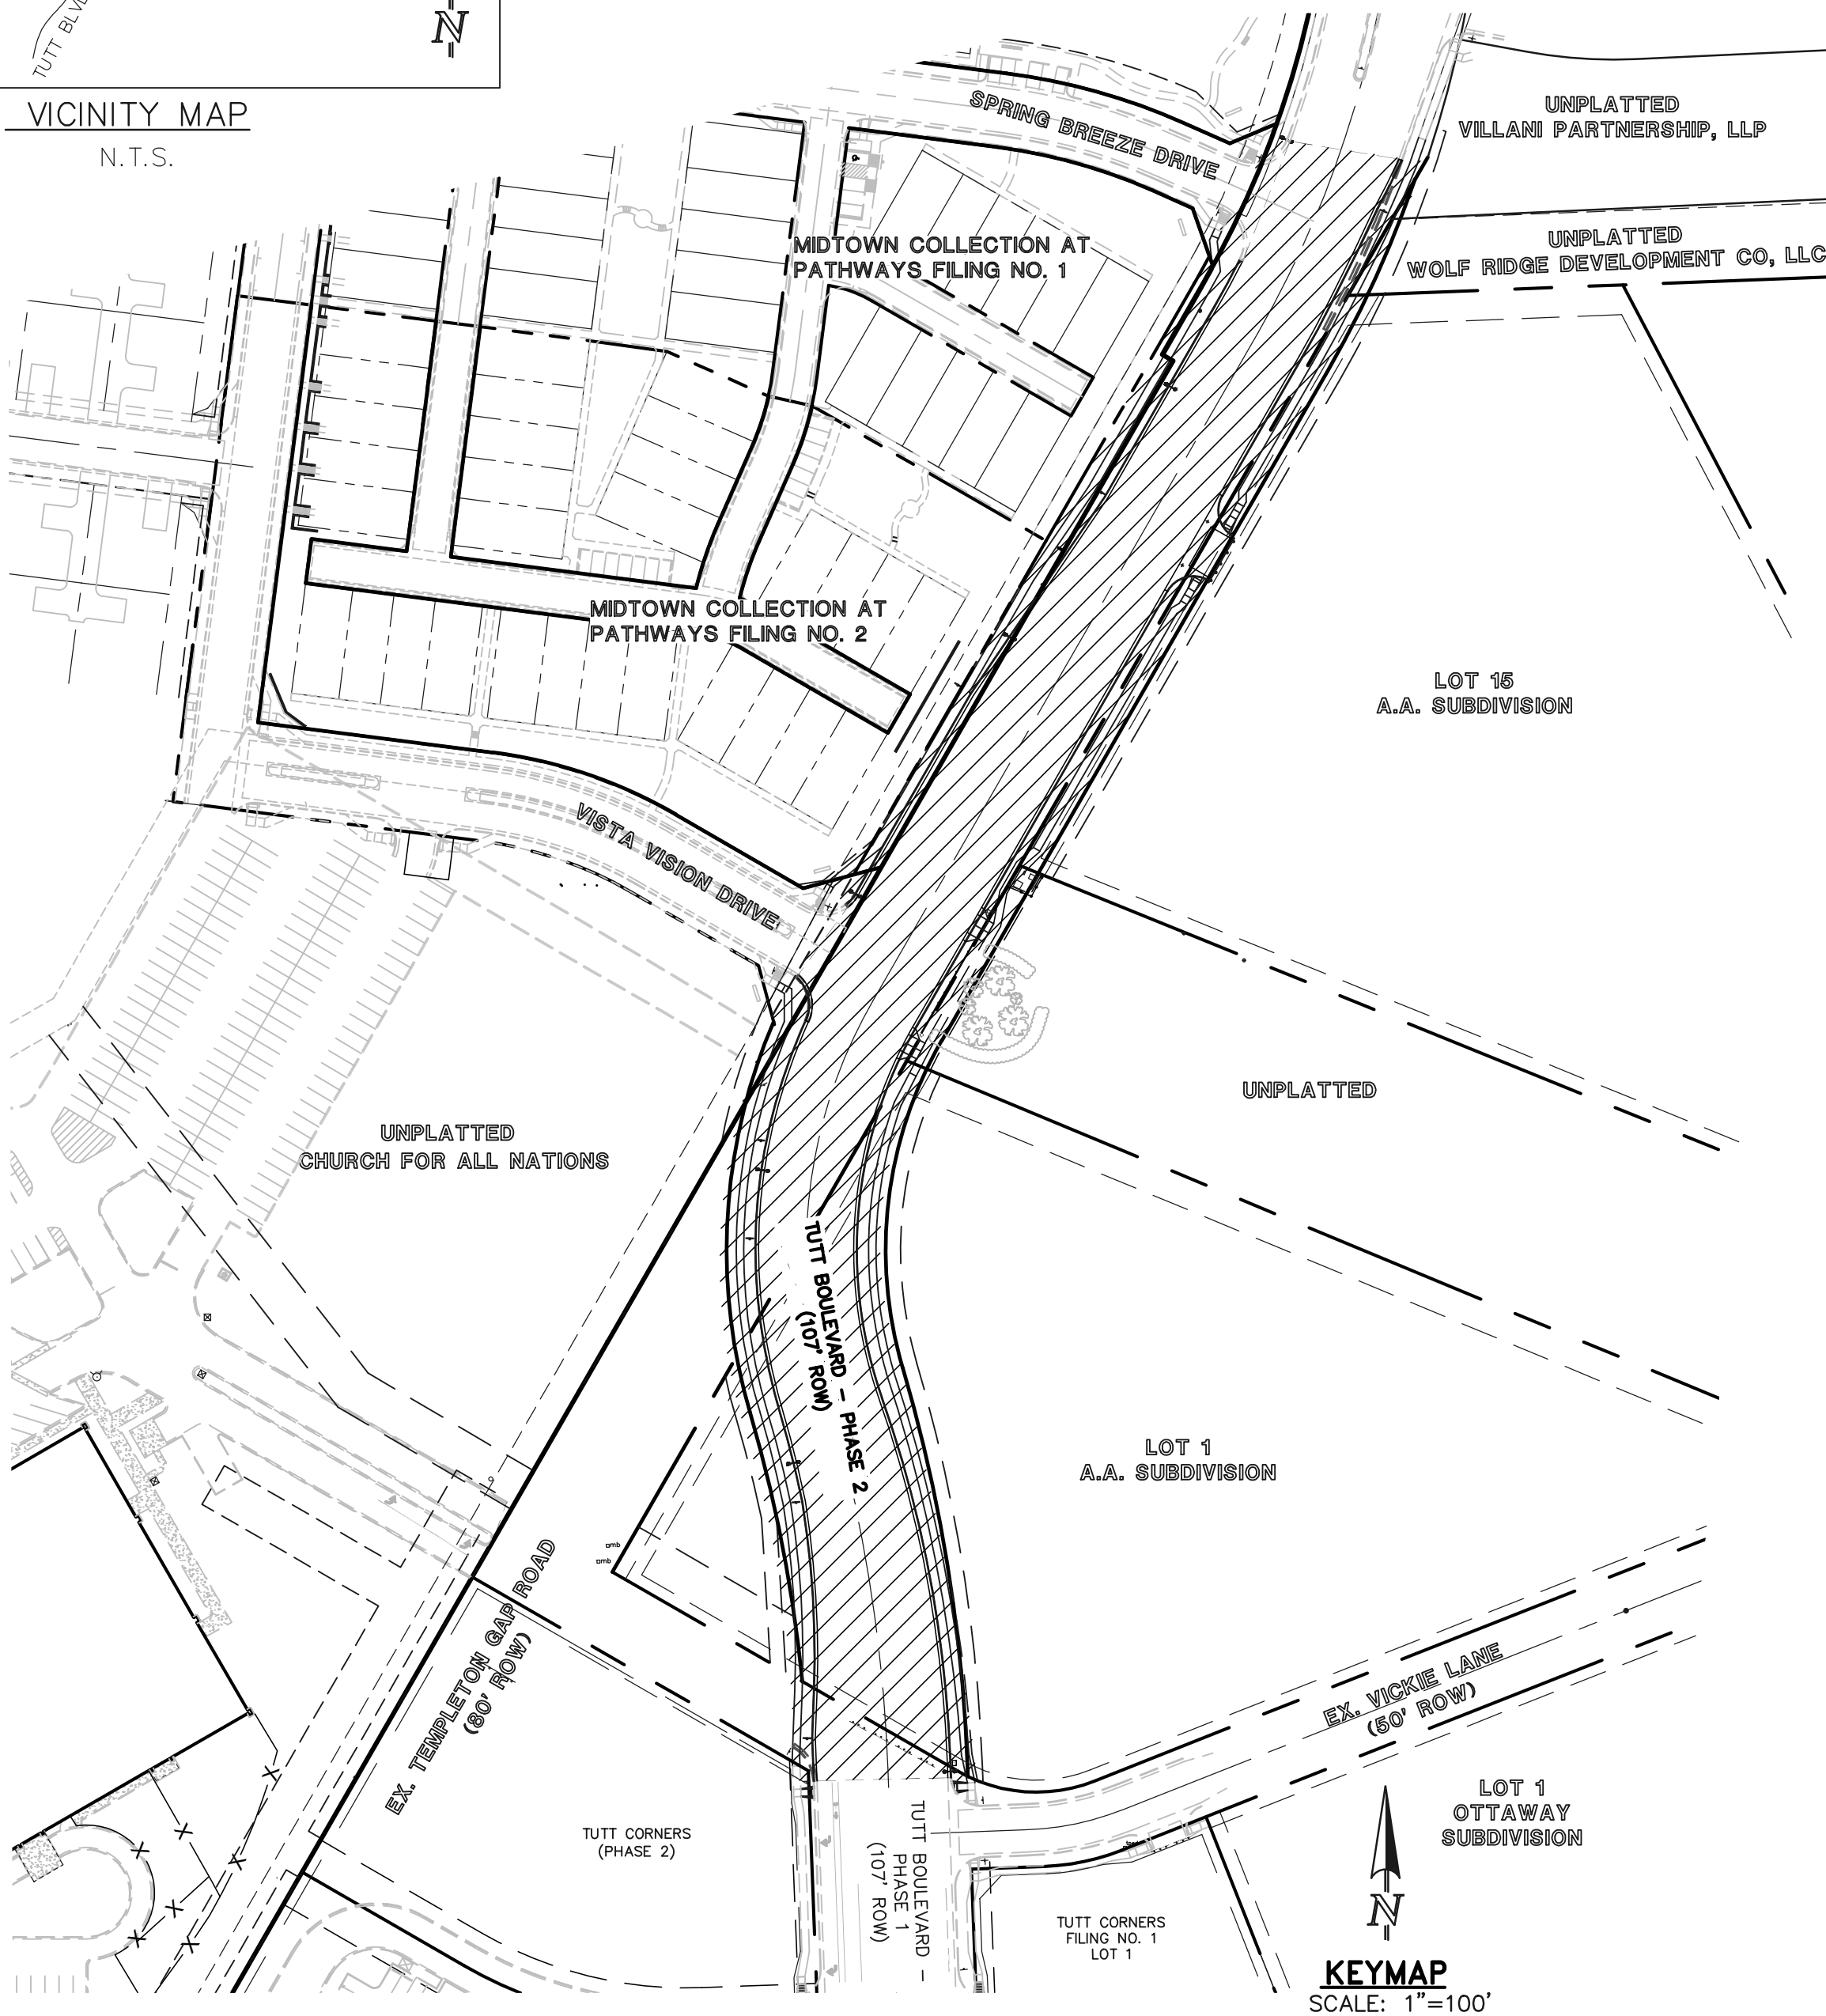 TUTT BLVD
N
VICINITY MAP
N.T.S.
SPRING BREEZE DRIVE
UNPLATTED
VILLANI PARTNERSHIP, LLP
UNPLATTED
WOLF RIDGE DEVELOPMENT CO, LLC
MIDTOWN COLLECTION AT
PATHWAYS FILING NO. 1
MIDTOWN COLLECTION AT
PATHWAYS FILING NO. 2
LOT 15
A.A. SUBDIVISION
VISTA VISION DRIVE
UNPLATTED
UNPLATTED
CHURCH FOR ALL NATIONS
TUTT BOULEVARD - PHASE 2
(107' ROW)
LOT 1
A.A. SUBDIVISION
EX. TEMPLETON GAP ROAD
(80' ROW)
EX. VICKIE LANE
(50' ROW)
LOT 1
OTTAWAY
SUBDIVISION
TUTT CORNERS
(PHASE 2)
TUTT BOULEVARD -
PHASE 1
(107' ROW)
TUTT CORNERS
FILING NO. 1
LOT 1
N
KEYMAP
SCALE: 1"=100'